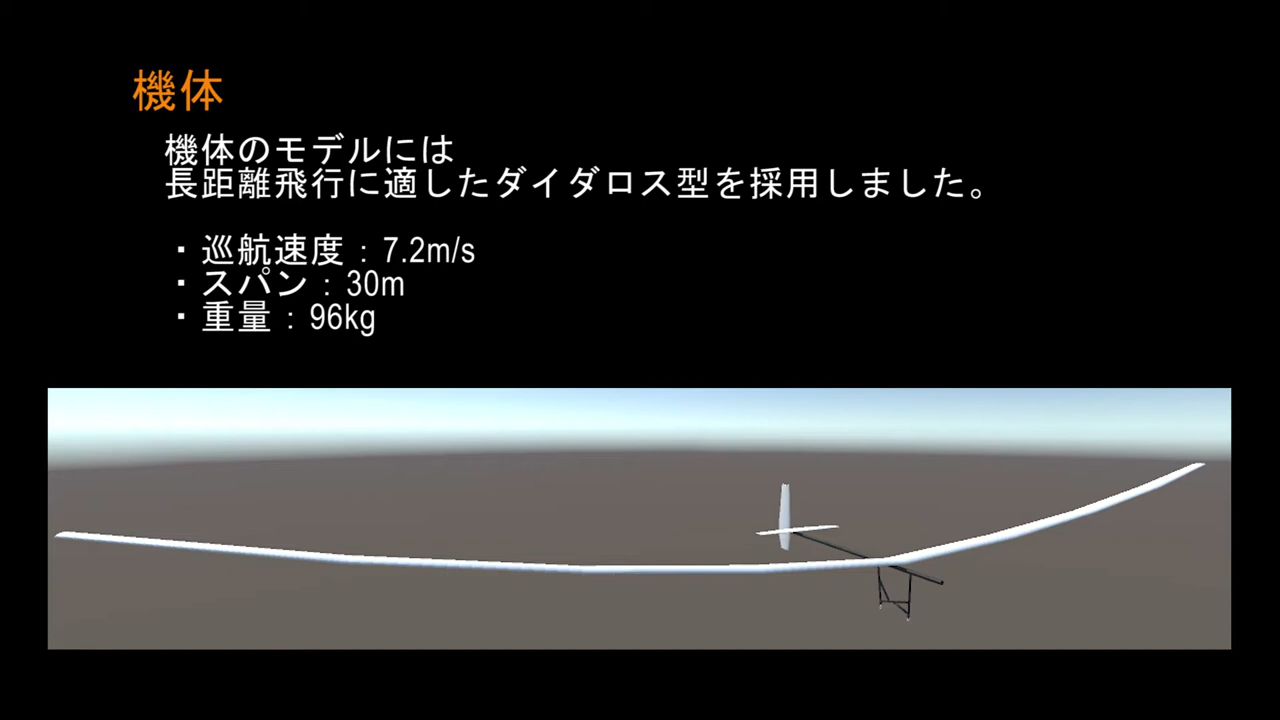 機体
機体のモデルには
長距離飛行に適したダイダロス型を採用しました。
・巡航速度：7.2m/s
・スパン：30m
・重量：96kg